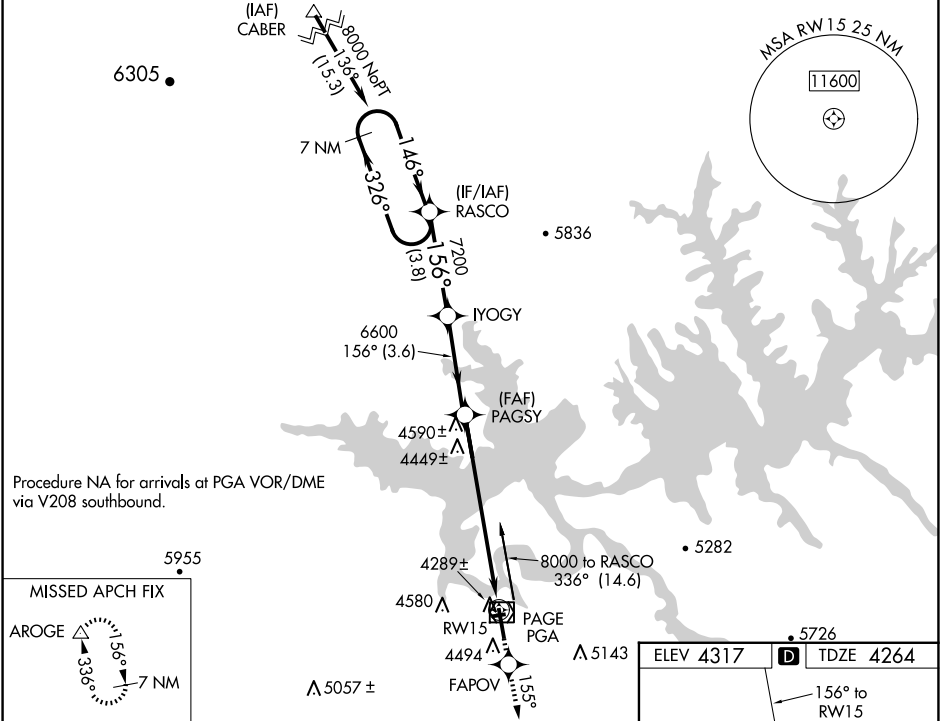 (IAF)
CABER
8000 NoPT
136°
(15.3)
6305
MSA RW15 25 NM
11600
7 NM
146°
326°
(IF/IAF)
RASCO
5836
7200
156°
(3.8)
IYOGY
6600
156° (3.6)
(FAF)
PAGSY
4590±
4449±
Procedure NA for arrivals at PGA VOR/DME
via V208 southbound.
5955
5282
4289±
8000 to RASCO
336° (14.6)
4580
RW15
PAGE
PGA
4494
5143
FAPOV
155°
5057 ±
5726
MISSED APCH FIX
AROGE
156°
336°
7 NM
ELEV 4317
D
TDZE 4264
156° to
RW15